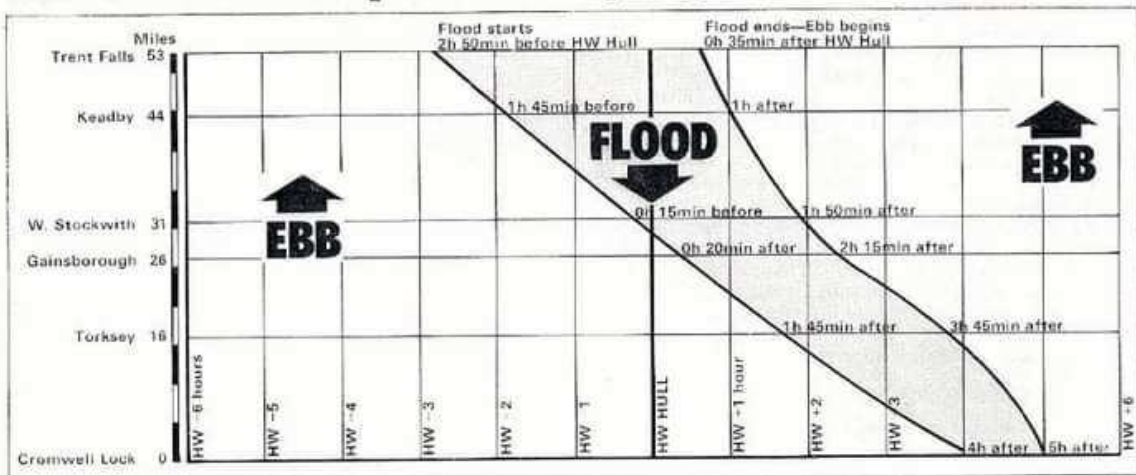 Flood starts
2h 50min before HW Hull
Flood ends—Ebb begins
0h 35min after HW Hull
Miles
Trent Falls 53
Keadby 44
1h 45min before
1h after
FLOOD
EBB
W. Stockwith 31
0h 15min before
1h 50min after
EBB
Gainsborough 26
0h 20min after
2h 15min after
Torksey 16
1h 45min after
3h 45min after
HW -6 hours
HW -5
HW -4
HW -3
HW -2
HW -1
HW HULL
HW +1 hour
HW +2
HW +3
HW +6
Cromwell Lock 0
4h after
5h after